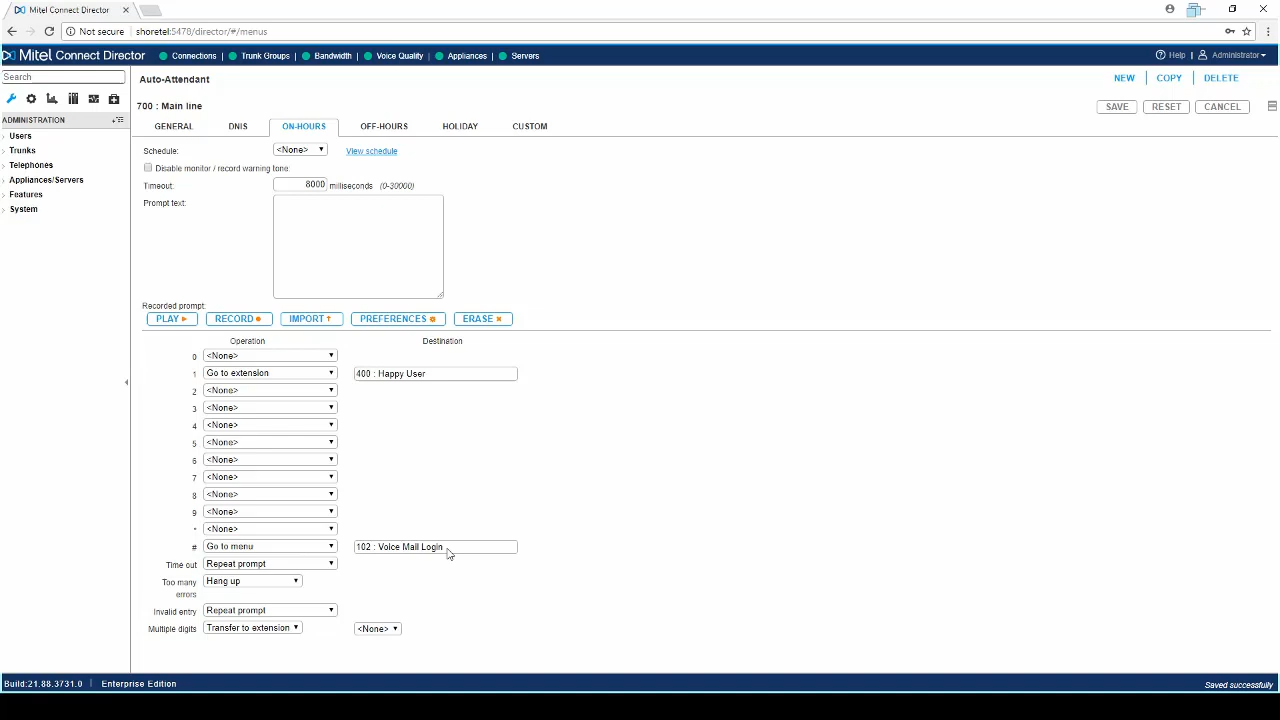 Mitel Connect Director
Not secure | shoretel:5478/director/#/menus
Mitel Connect Director Connections Trunk Groups Bandwidth Voice Quality Appliances Servers Help Administrator
Search
Auto-Attendant
NEW COPY DELETE
700 : Main line
SAVE RESET CANCEL
ADMINISTRATION
Users
Trunks
Telephones
Appliances/Servers
Features
System
GENERAL DNIS ON-HOURS OFF-HOURS HOLIDAY CUSTOM
Schedule: <None> View schedule
Disable monitor / record warning tone:
Timeout: 8000 milliseconds (0-30000)
Prompt text:
Recorded prompt:
PLAY RECORD IMPORT PREFERENCES ERASE
Operation Destination
0 <None>
1 Go to extension 400 : Happy User
2 <None>
3 <None>
4 <None>
5 <None>
6 <None>
7 <None>
8 <None>
9 <None>
* <None>
# Go to menu 102 : Voice Mail Login
Time out Repeat prompt
Too many Hang up
errors
Invalid entry Repeat prompt
Multiple digits Transfer to extension <None>
Build:21.88.3731.0 | Enterprise Edition Saved successfully